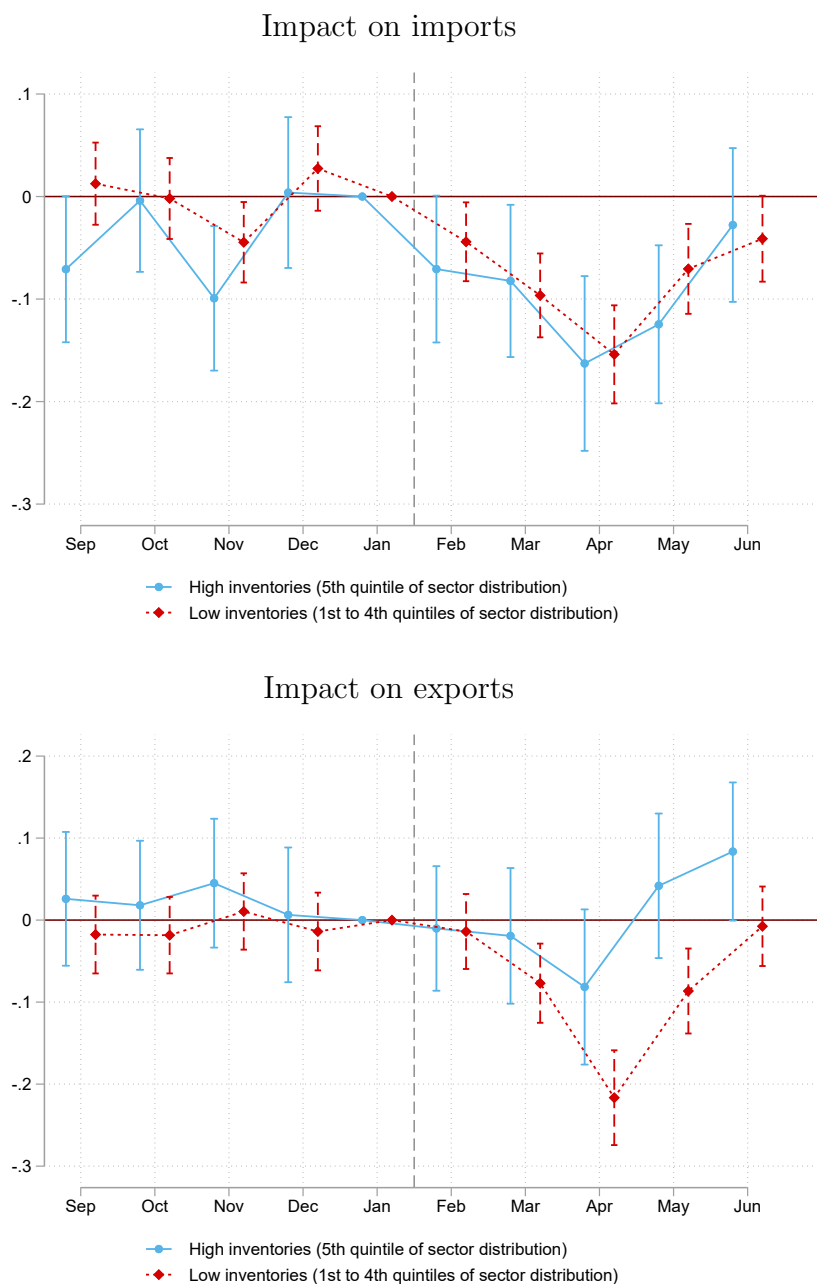 Impact on imports
.1
0
-.1
-.2
-.3
Sep Oct Nov Dec Jan Feb Mar Apr May Jun
High inventories (5th quintile of sector distribution)
Low inventories (1st to 4th quintiles of sector distribution)
Impact on exports
.2
.1
0
-.1
-.2
-.3
Sep Oct Nov Dec Jan Feb Mar Apr May Jun
High inventories (5th quintile of sector distribution)
Low inventories (1st to 4th quintiles of sector distribution)